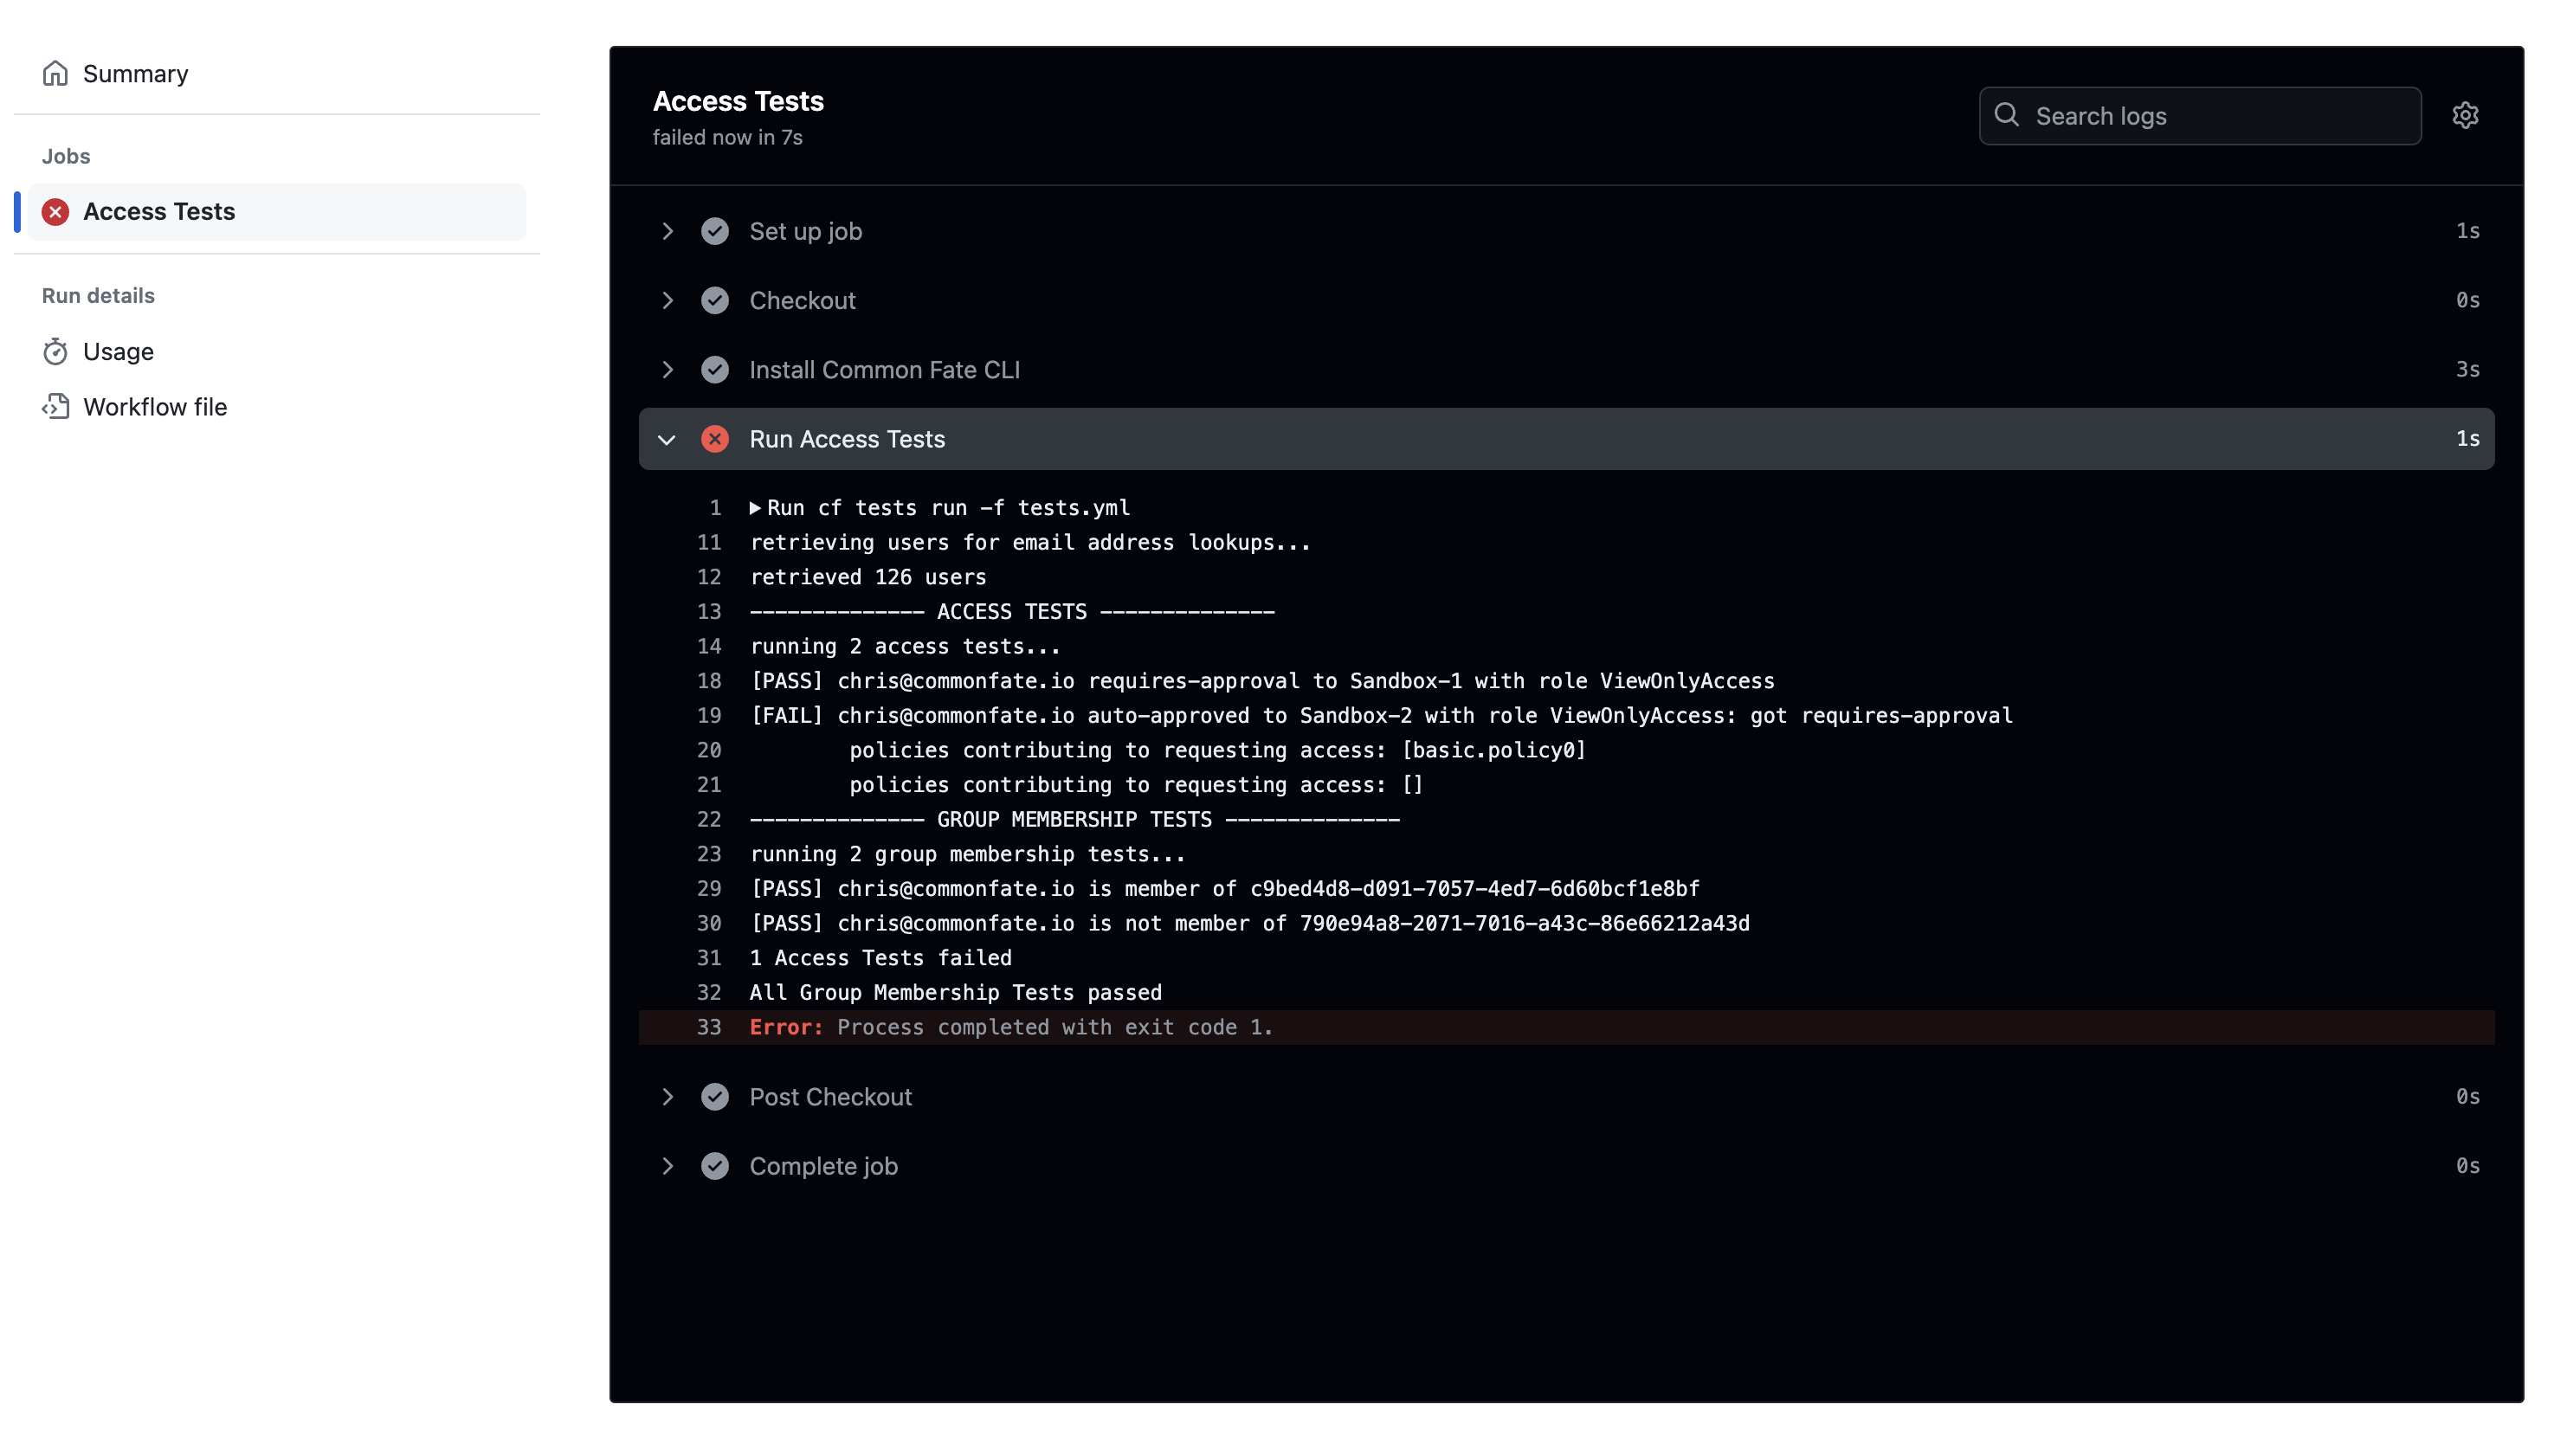 Summary
Jobs
Access Tests
Run details
Usage
Workflow file
Access Tests
failed now in 7s
Search logs
Set up job 1s
Checkout 0s
Install Common Fate CLI 3s
Run Access Tests 1s
1 Run cf tests run -f tests.yml
11 retrieving users for email address lookups...
12 retrieved 126 users
13 -------------- ACCESS TESTS --------------
14 running 2 access tests...
18 [PASS] chris@commonfate.io requires-approval to Sandbox-1 with role ViewOnlyAccess
19 [FAIL] chris@commonfate.io auto-approved to Sandbox-2 with role ViewOnlyAccess: got requires-approval
20 policies contributing to requesting access: [basic.policy0]
21 policies contributing to requesting access: []
22 -------------- GROUP MEMBERSHIP TESTS --------------
23 running 2 group membership tests...
29 [PASS] chris@commonfate.io is member of c9bed4d8-d091-7057-4ed7-6d60bcf1e8bf
30 [PASS] chris@commonfate.io is not member of 790e94a8-2071-7016-a43c-86e66212a43d
31 1 Access Tests failed
32 All Group Membership Tests passed
33 Error: Process completed with exit code 1.
Post Checkout 0s
Complete job 0s